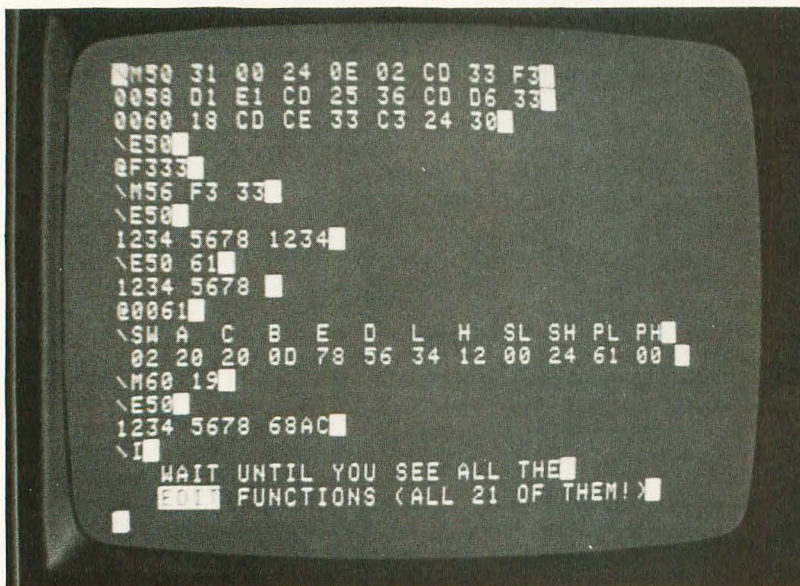 \M50 31 00 24 0E 02 CD 33 F3
0058 D1 E1 CD 25 36 CD D6 33
0060 18 CD CE 33 C3 24 30
\E50
@F333
\M56 F3 33
\E50
1234 5678 1234
\E50 61
1234 5678
@0061
\SW A C B E D L H SL SH PL PH
02 20 20 0D 78 56 34 12 00 24 61 00
\M60 19
\E50
1234 5678 68AC
\I
WAIT UNTIL YOU SEE ALL THE
EDIT FUNCTIONS (ALL 21 OF THEM!)